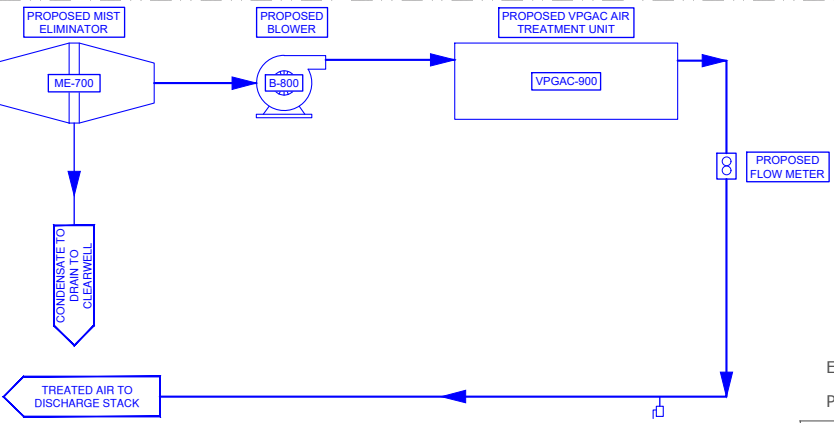 PROPOSED MIST
ELIMINATOR
PROPOSED
BLOWER
PROPOSED VPGAC AIR
TREATMENT UNIT
ME-700
B-800
VPGAC-900
PROPOSED
FLOW METER
CONDENSATE TO
DRAIN TO
CLEARWELL
TREATED AIR TO
DISCHARGE STACK
E
P